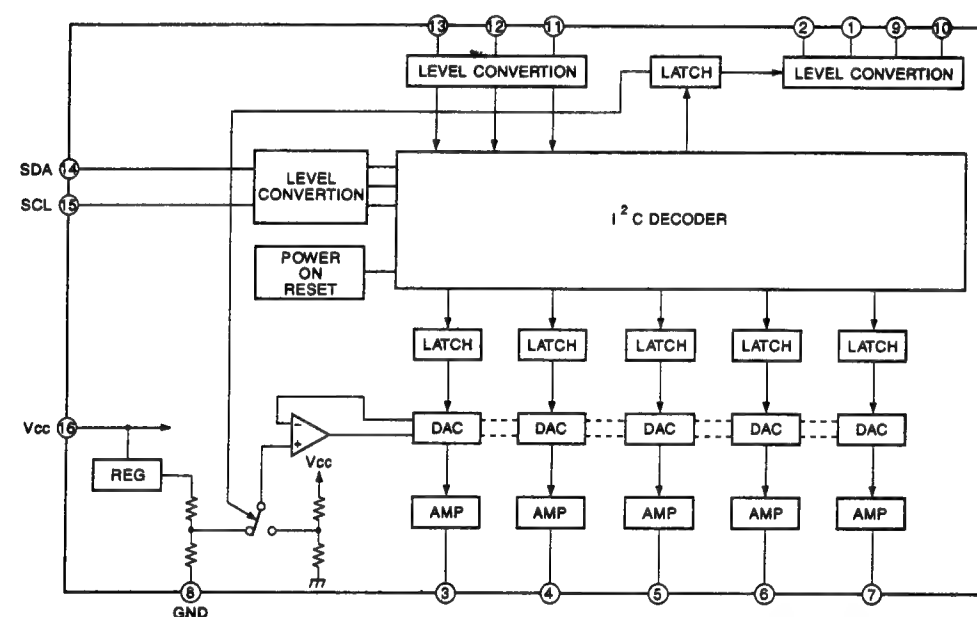 13 12 11 2 1 9 10
LEVEL CONVERTION LATCH LEVEL CONVERTION
SDA 14 LEVEL
CONVERTION
SCL 15
I²C DECODER
POWER
ON
RESET
LATCH LATCH LATCH LATCH LATCH
Vcc 16 − DAC DAC DAC DAC DAC
+
Vcc
REG
AMP AMP AMP AMP AMP
8 3 4 5 6 7
GND